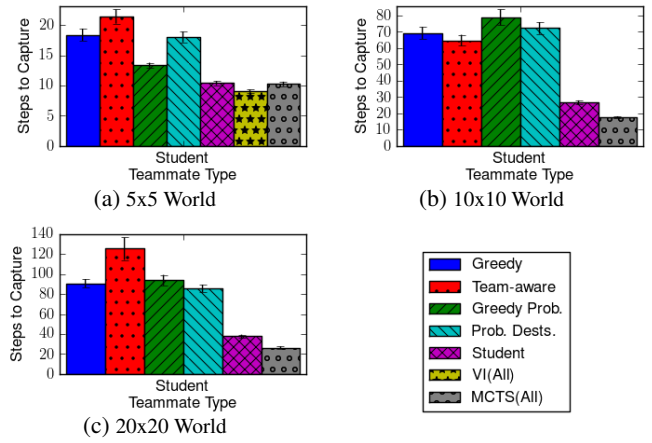 Steps to Capture
20
15
10
5
0
Student
Teammate Type
(a) 5x5 World
Steps to Capture
80
70
60
50
40
30
20
10
0
Student
Teammate Type
(b) 10x10 World
Steps to Capture
140
120
100
80
60
40
20
0
Student
Teammate Type
(c) 20x20 World
Greedy
Team-aware
Greedy Prob.
Prob. Dests.
Student
VI(All)
MCTS(All)